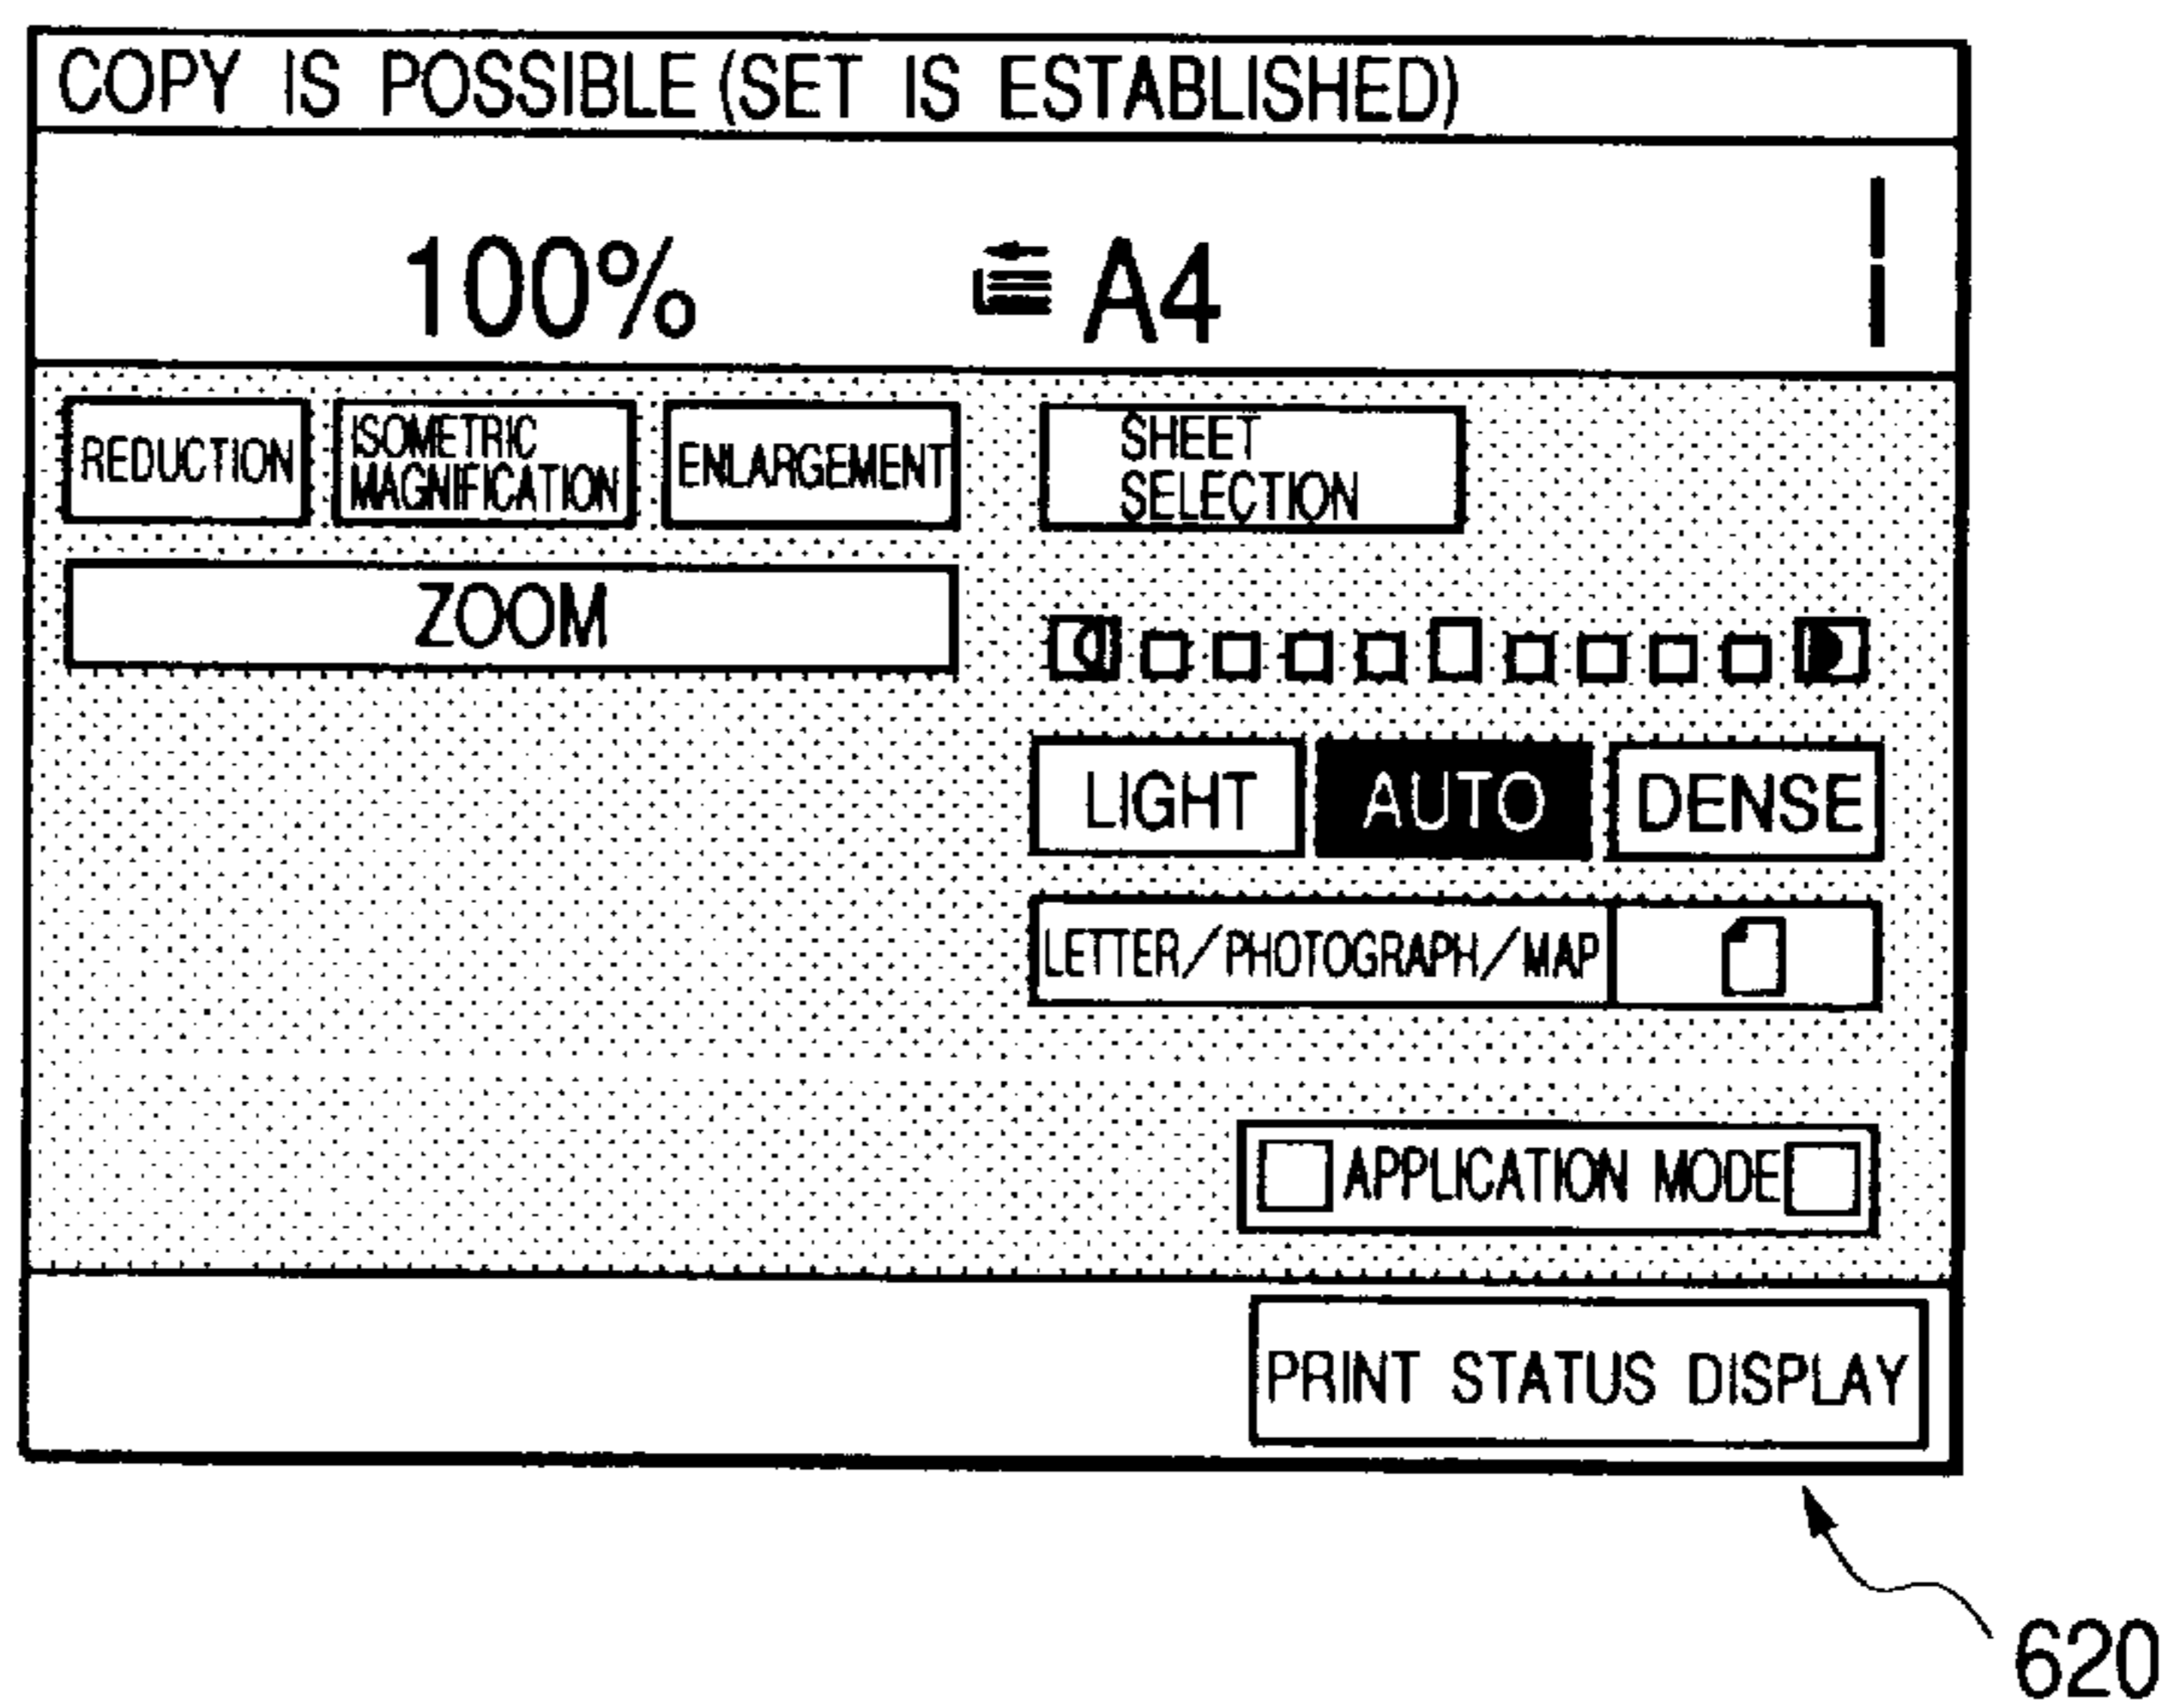 COPY IS POSSIBLE (SET IS ESTABLISHED)
100% A4 1
REDUCTION
ISOMETRIC
MAGNIFICATION
ENLARGEMENT
SHEET
SELECTION
ZOOM
LIGHT AUTO DENSE
LETTER/PHOTOGRAPH/MAP
APPLICATION MODE
PRINT STATUS DISPLAY
620